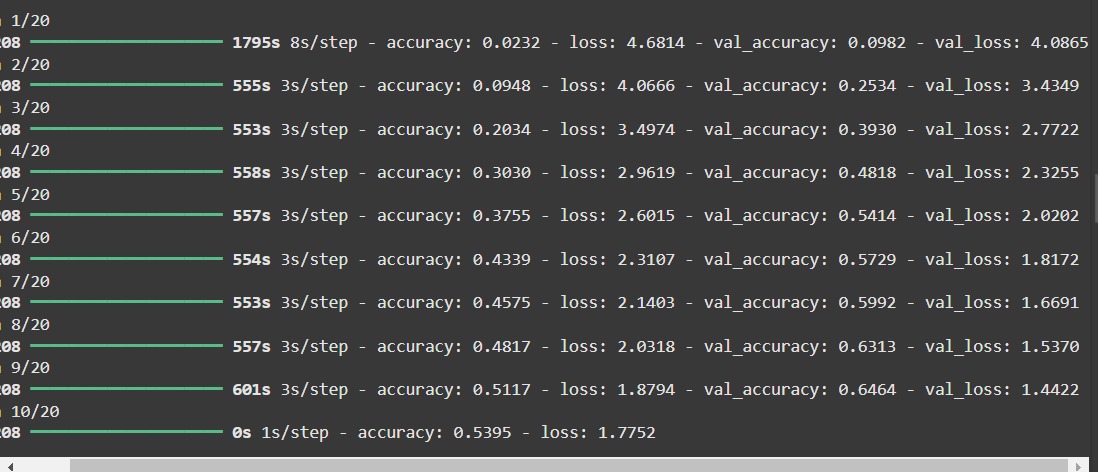 1/20
208 1795s 8s/step - accuracy: 0.0232 - loss: 4.6814 - val_accuracy: 0.0982 - val_loss: 4.0865
2/20
208 555s 3s/step - accuracy: 0.0948 - loss: 4.0666 - val_accuracy: 0.2534 - val_loss: 3.4349
3/20
208 553s 3s/step - accuracy: 0.2034 - loss: 3.4974 - val_accuracy: 0.3930 - val_loss: 2.7722
4/20
208 558s 3s/step - accuracy: 0.3030 - loss: 2.9619 - val_accuracy: 0.4818 - val_loss: 2.3255
5/20
208 557s 3s/step - accuracy: 0.3755 - loss: 2.6015 - val_accuracy: 0.5414 - val_loss: 2.0202
6/20
208 554s 3s/step - accuracy: 0.4339 - loss: 2.3107 - val_accuracy: 0.5729 - val_loss: 1.8172
7/20
208 553s 3s/step - accuracy: 0.4575 - loss: 2.1403 - val_accuracy: 0.5992 - val_loss: 1.6691
8/20
208 557s 3s/step - accuracy: 0.4817 - loss: 2.0318 - val_accuracy: 0.6313 - val_loss: 1.5370
9/20
208 601s 3s/step - accuracy: 0.5117 - loss: 1.8794 - val_accuracy: 0.6464 - val_loss: 1.4422
10/20
208 0s 1s/step - accuracy: 0.5395 - loss: 1.7752